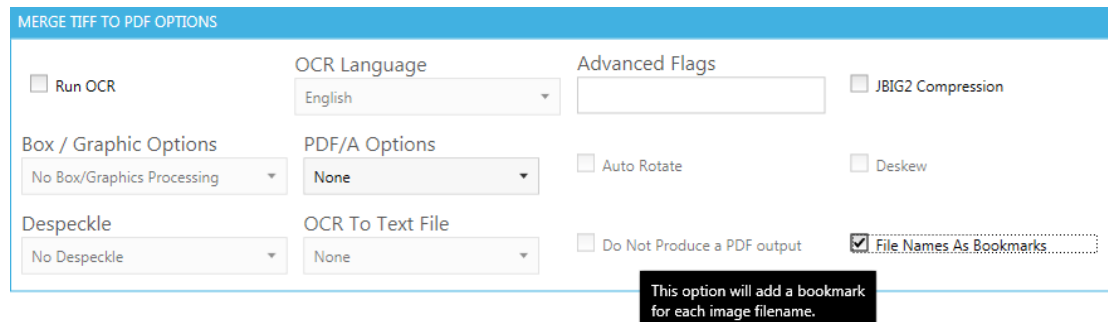 MERGE TIFF TO PDF OPTIONS
Run OCR
OCR Language
English
Advanced Flags
JBIG2 Compression
Box / Graphic Options
No Box/Graphics Processing
PDF/A Options
None
Auto Rotate
Deskew
Despeckle
No Despeckle
OCR To Text File
None
Do Not Produce a PDF output
File Names As Bookmarks
This option will add a bookmark
for each image filename.